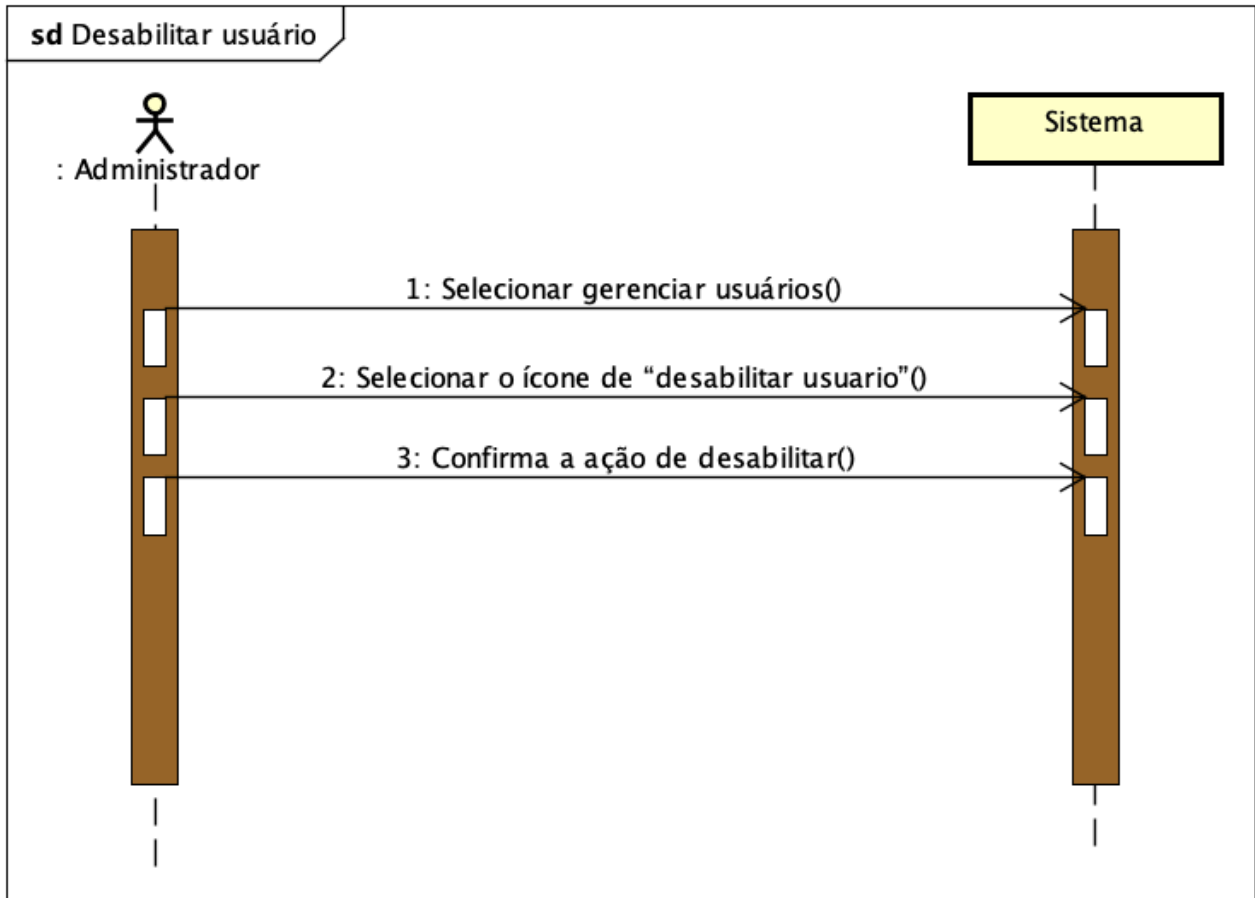 sd Desabilitar usuário
: Administrador
Sistema
1: Selecionar gerenciar usuários()
2: Selecionar o ícone de “desabilitar usuario”()
3: Confirma a ação de desabilitar()